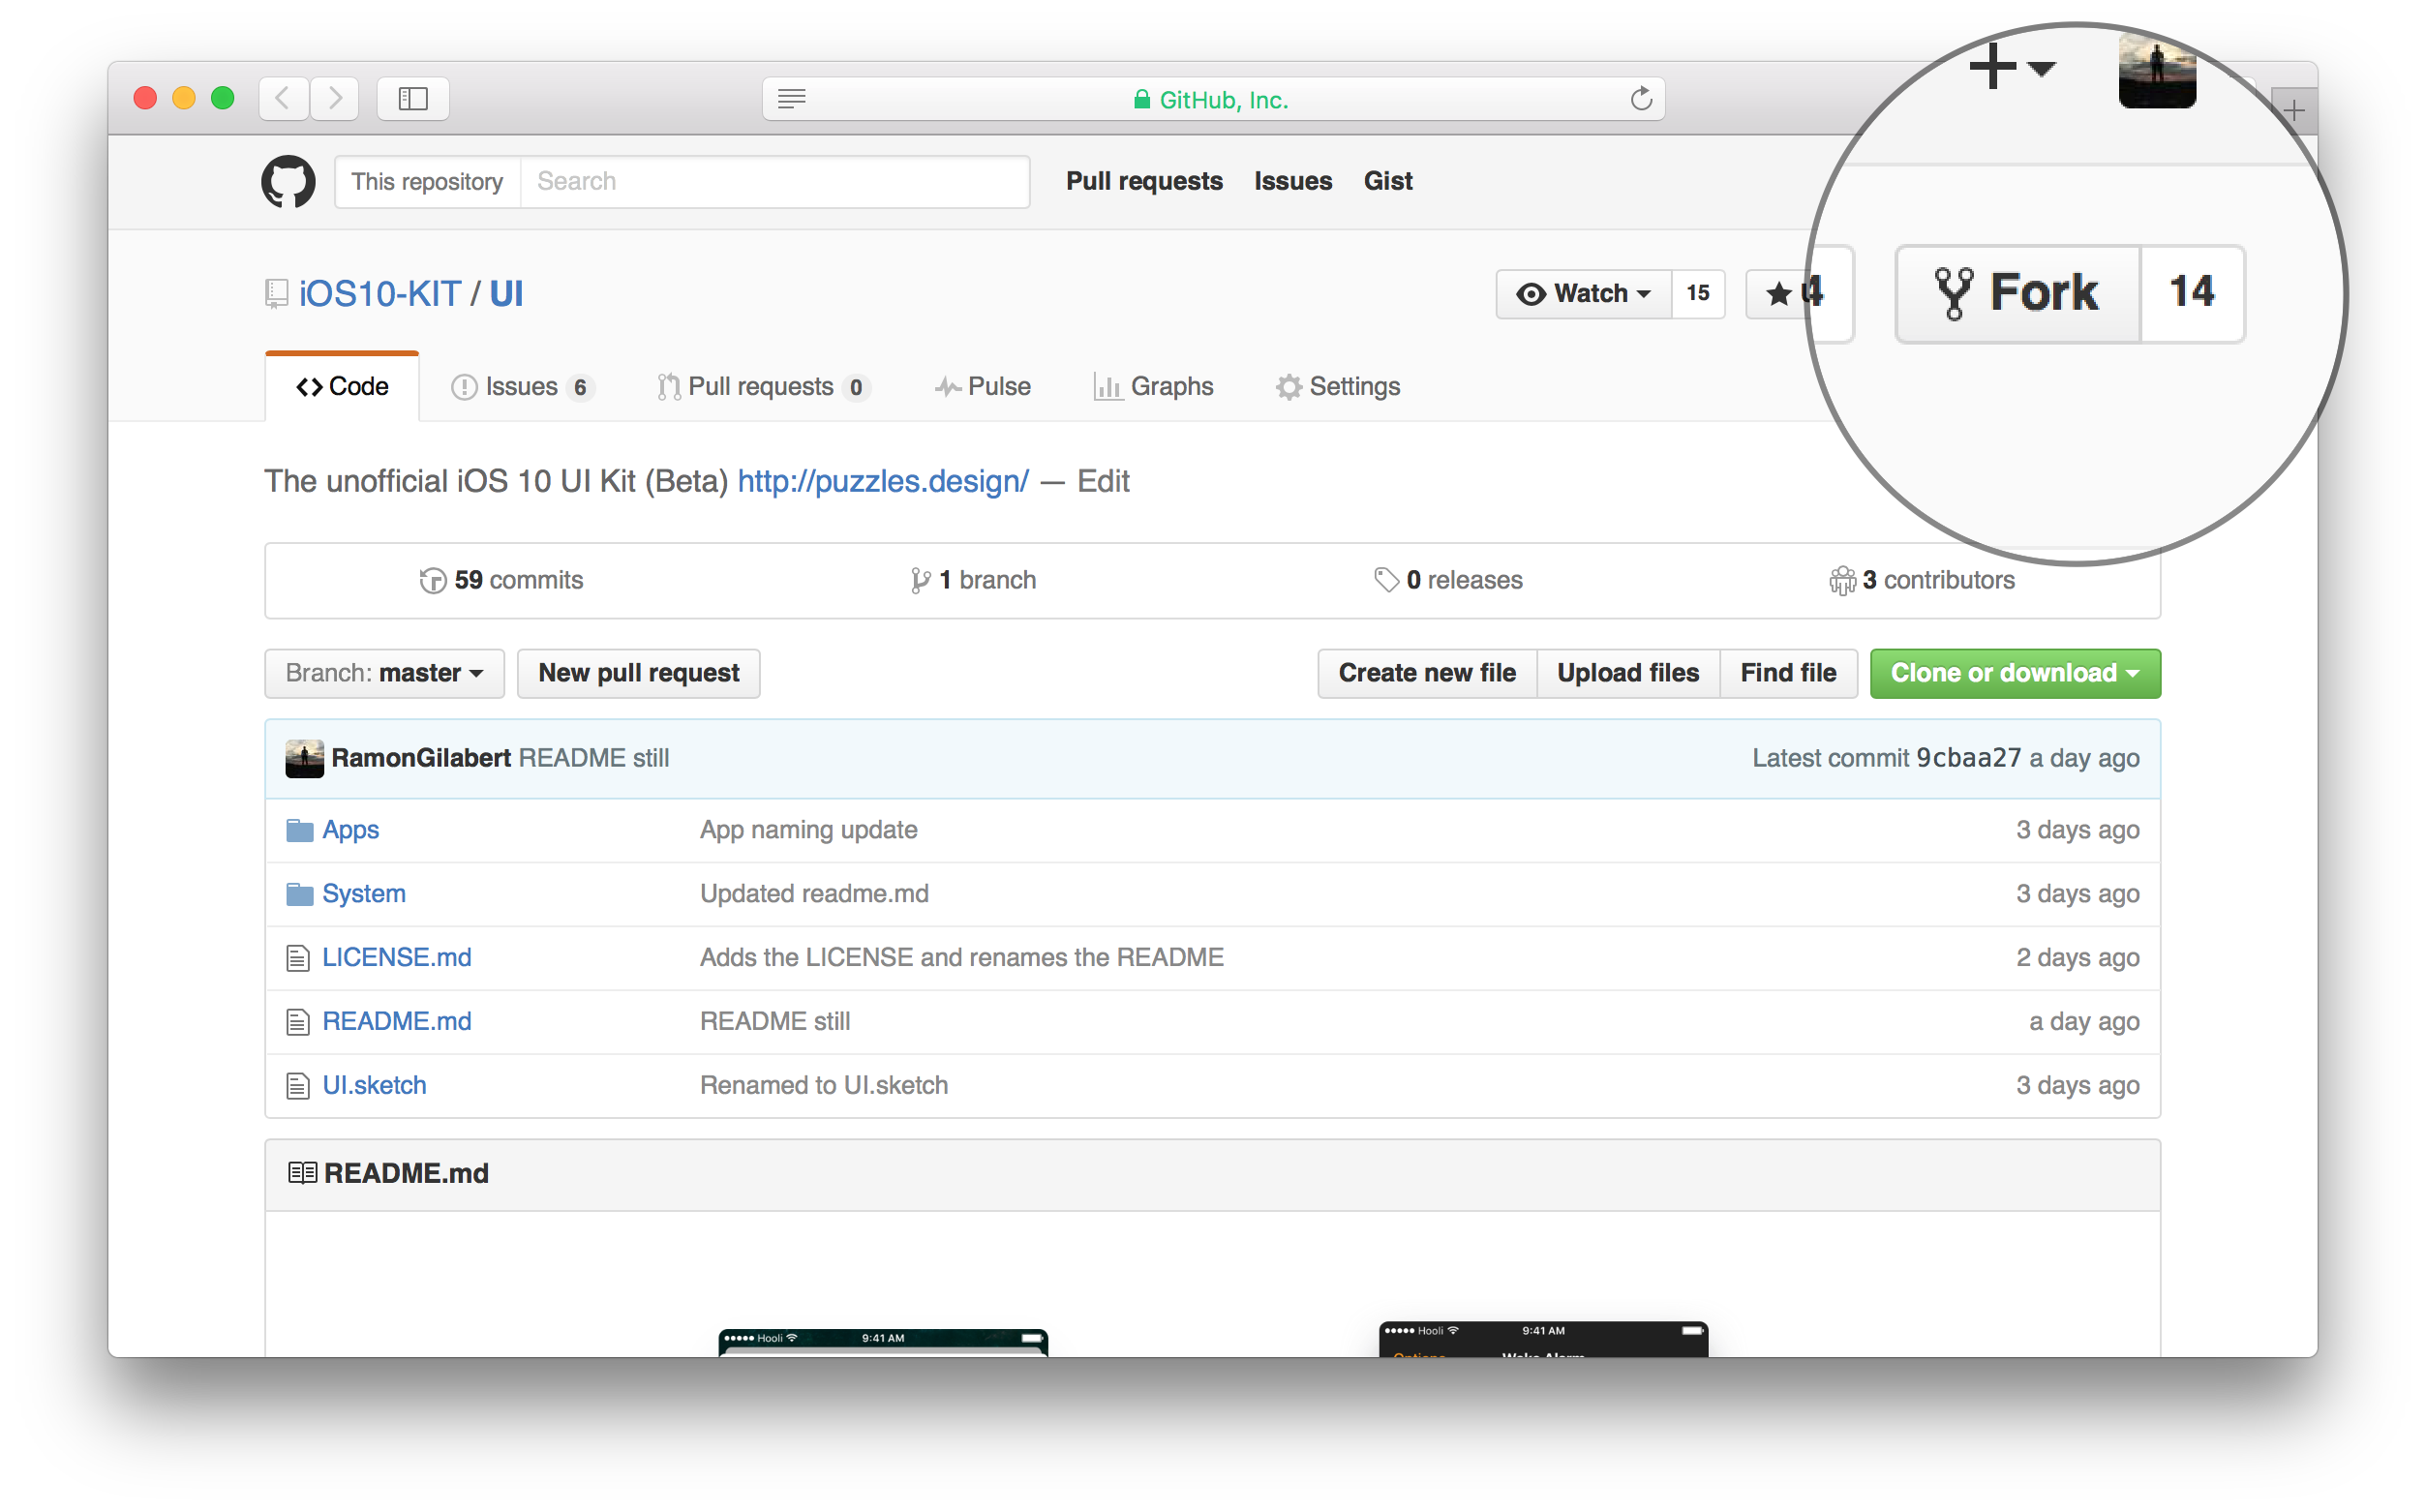 GitHub, Inc.
This repository Search Pull requests Issues Gist
iOS10-KIT / UI Watch 15 4 Fork 14
Code Issues 6 Pull requests 0 Pulse Graphs Settings
The unofficial iOS 10 UI Kit (Beta) http://puzzles.design/ — Edit
59 commits 1 branch 0 releases 3 contributors
Branch: master New pull request Create new file Upload files Find file Clone or download
RamonGilabert README still Latest commit 9cbaa27 a day ago
Apps App naming update 3 days ago
System Updated readme.md 3 days ago
LICENSE.md Adds the LICENSE and renames the README 2 days ago
README.md README still a day ago
UI.sketch Renamed to UI.sketch 3 days ago
README.md
Hooli 9:41 AM Hooli 9:41 AM